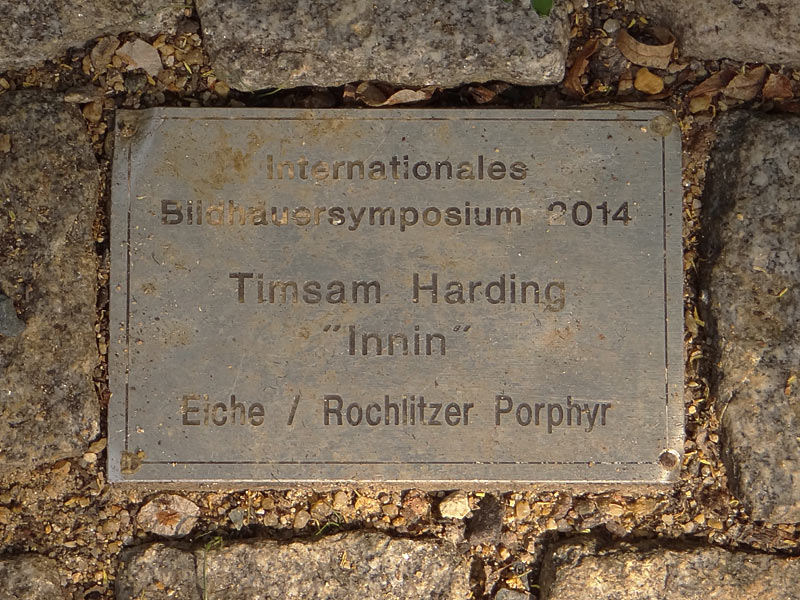 Internationales
Bildhauersymposium 2014
Timsam Harding
"Innin"
Eiche / Rochlitzer Porphyr